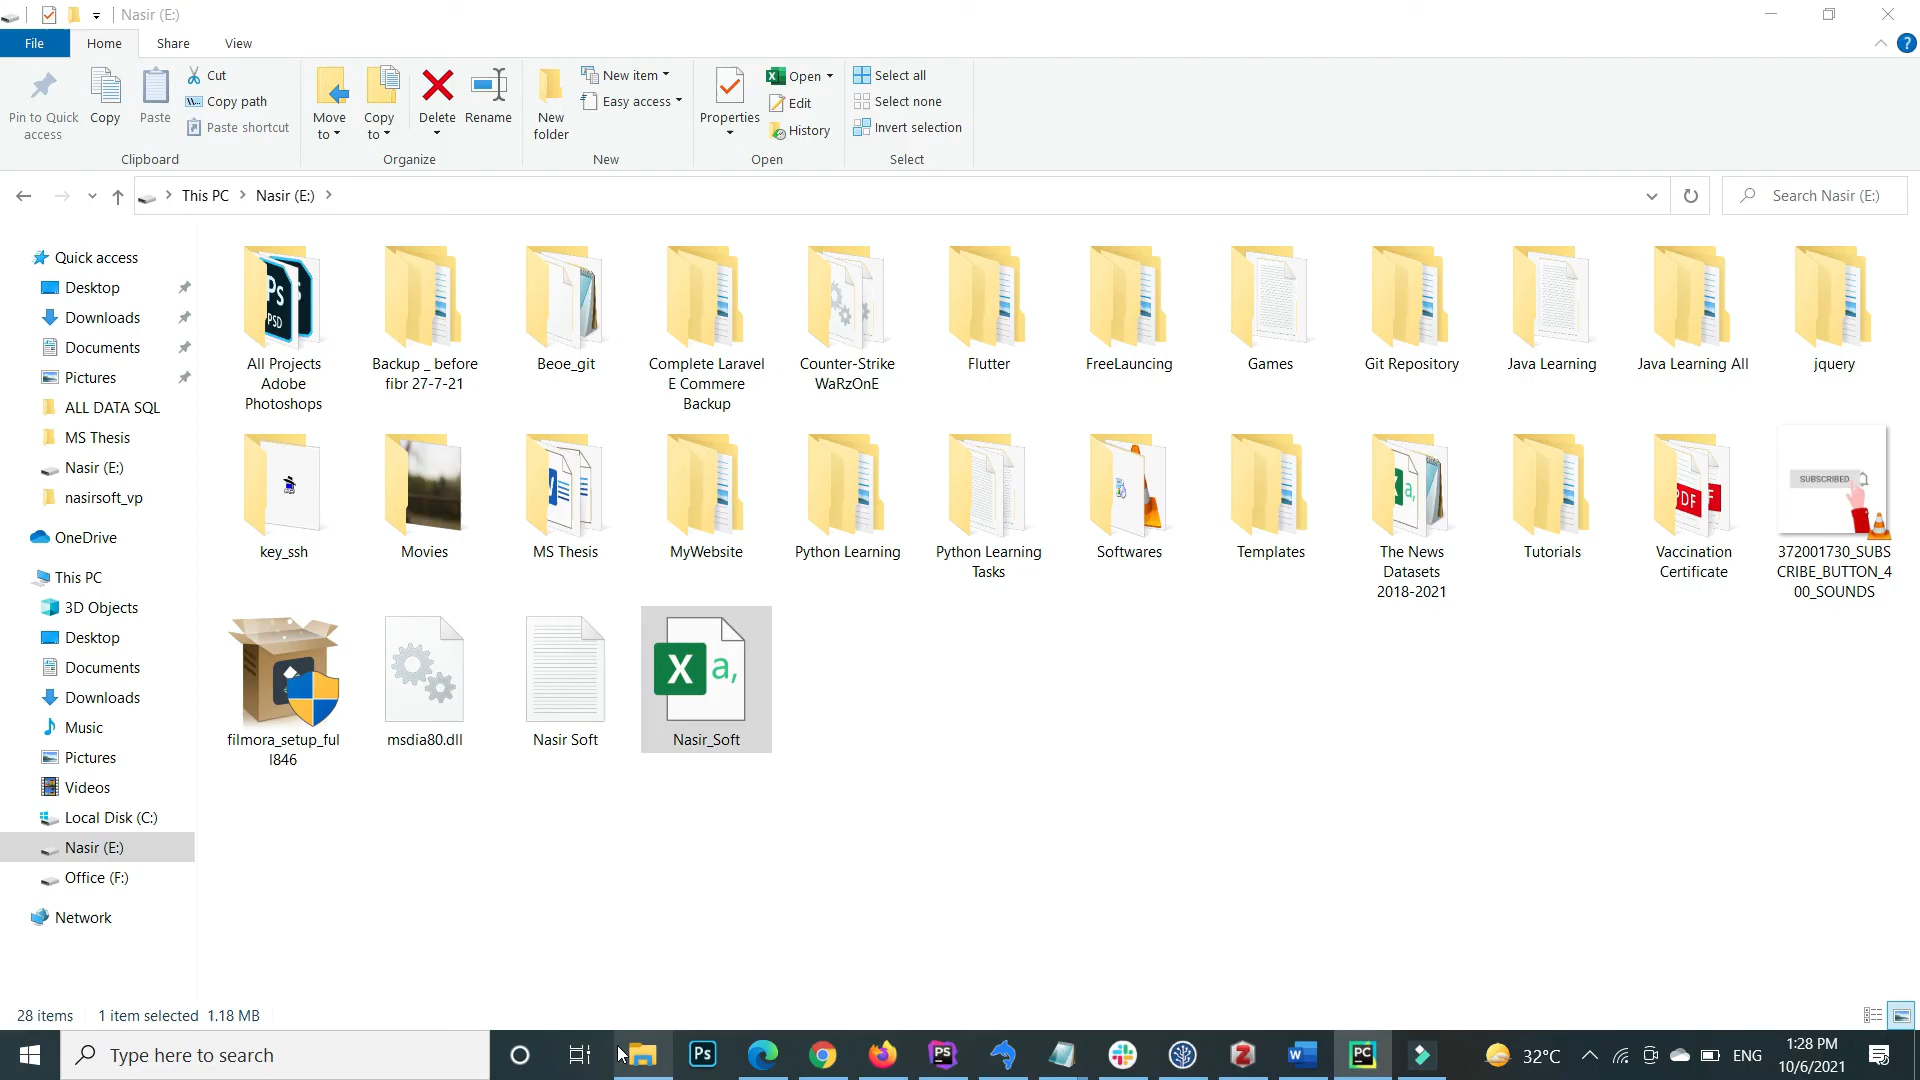 Nasir (E:)
File
Home
Share
View
Pin to Quick
access
Copy
Paste
Cut
Copy path
Paste shortcut
Clipboard
Move
to
Copy
to
Delete
Rename
Organize
New
folder
New item
Easy access
New
Properties
Open
Edit
History
Open
Select all
Select none
Invert selection
Select
This PC
Nasir (E:)
Search Nasir (E:)
Quick access
Desktop
Downloads
Documents
Pictures
ALL DATA SQL
MS Thesis
Nasir (E:)
nasirsoft_vp
OneDrive
This PC
3D Objects
Desktop
Documents
Downloads
Music
Pictures
Videos
Local Disk (C:)
Nasir (E:)
Office (F:)
Network
All Projects
Adobe
Photoshops
Backup _ before
fibr 27-7-21
Beoe_git
Complete Laravel
E Commere
Backup
Counter-Strike
WaRzOnE
Flutter
FreeLauncing
Games
Git Repository
Java Learning
Java Learning All
jquery
key_ssh
Movies
MS Thesis
MyWebsite
Python Learning
Python Learning
Tasks
Softwares
Templates
The News
Datasets
2018-2021
Tutorials
PDF
Vaccination
Certificate
SUBSCRIBED
372001730_SUBS
CRIBE_BUTTON_4
00_SOUNDS
filmora_setup_ful
l846
msdia80.dll
Nasir Soft
X a,
Nasir_Soft
28 items
1 item selected 1.18 MB
Type here to search
Ps
PS
Z
W
PC
32°C
ENG
1:28 PM
10/6/2021